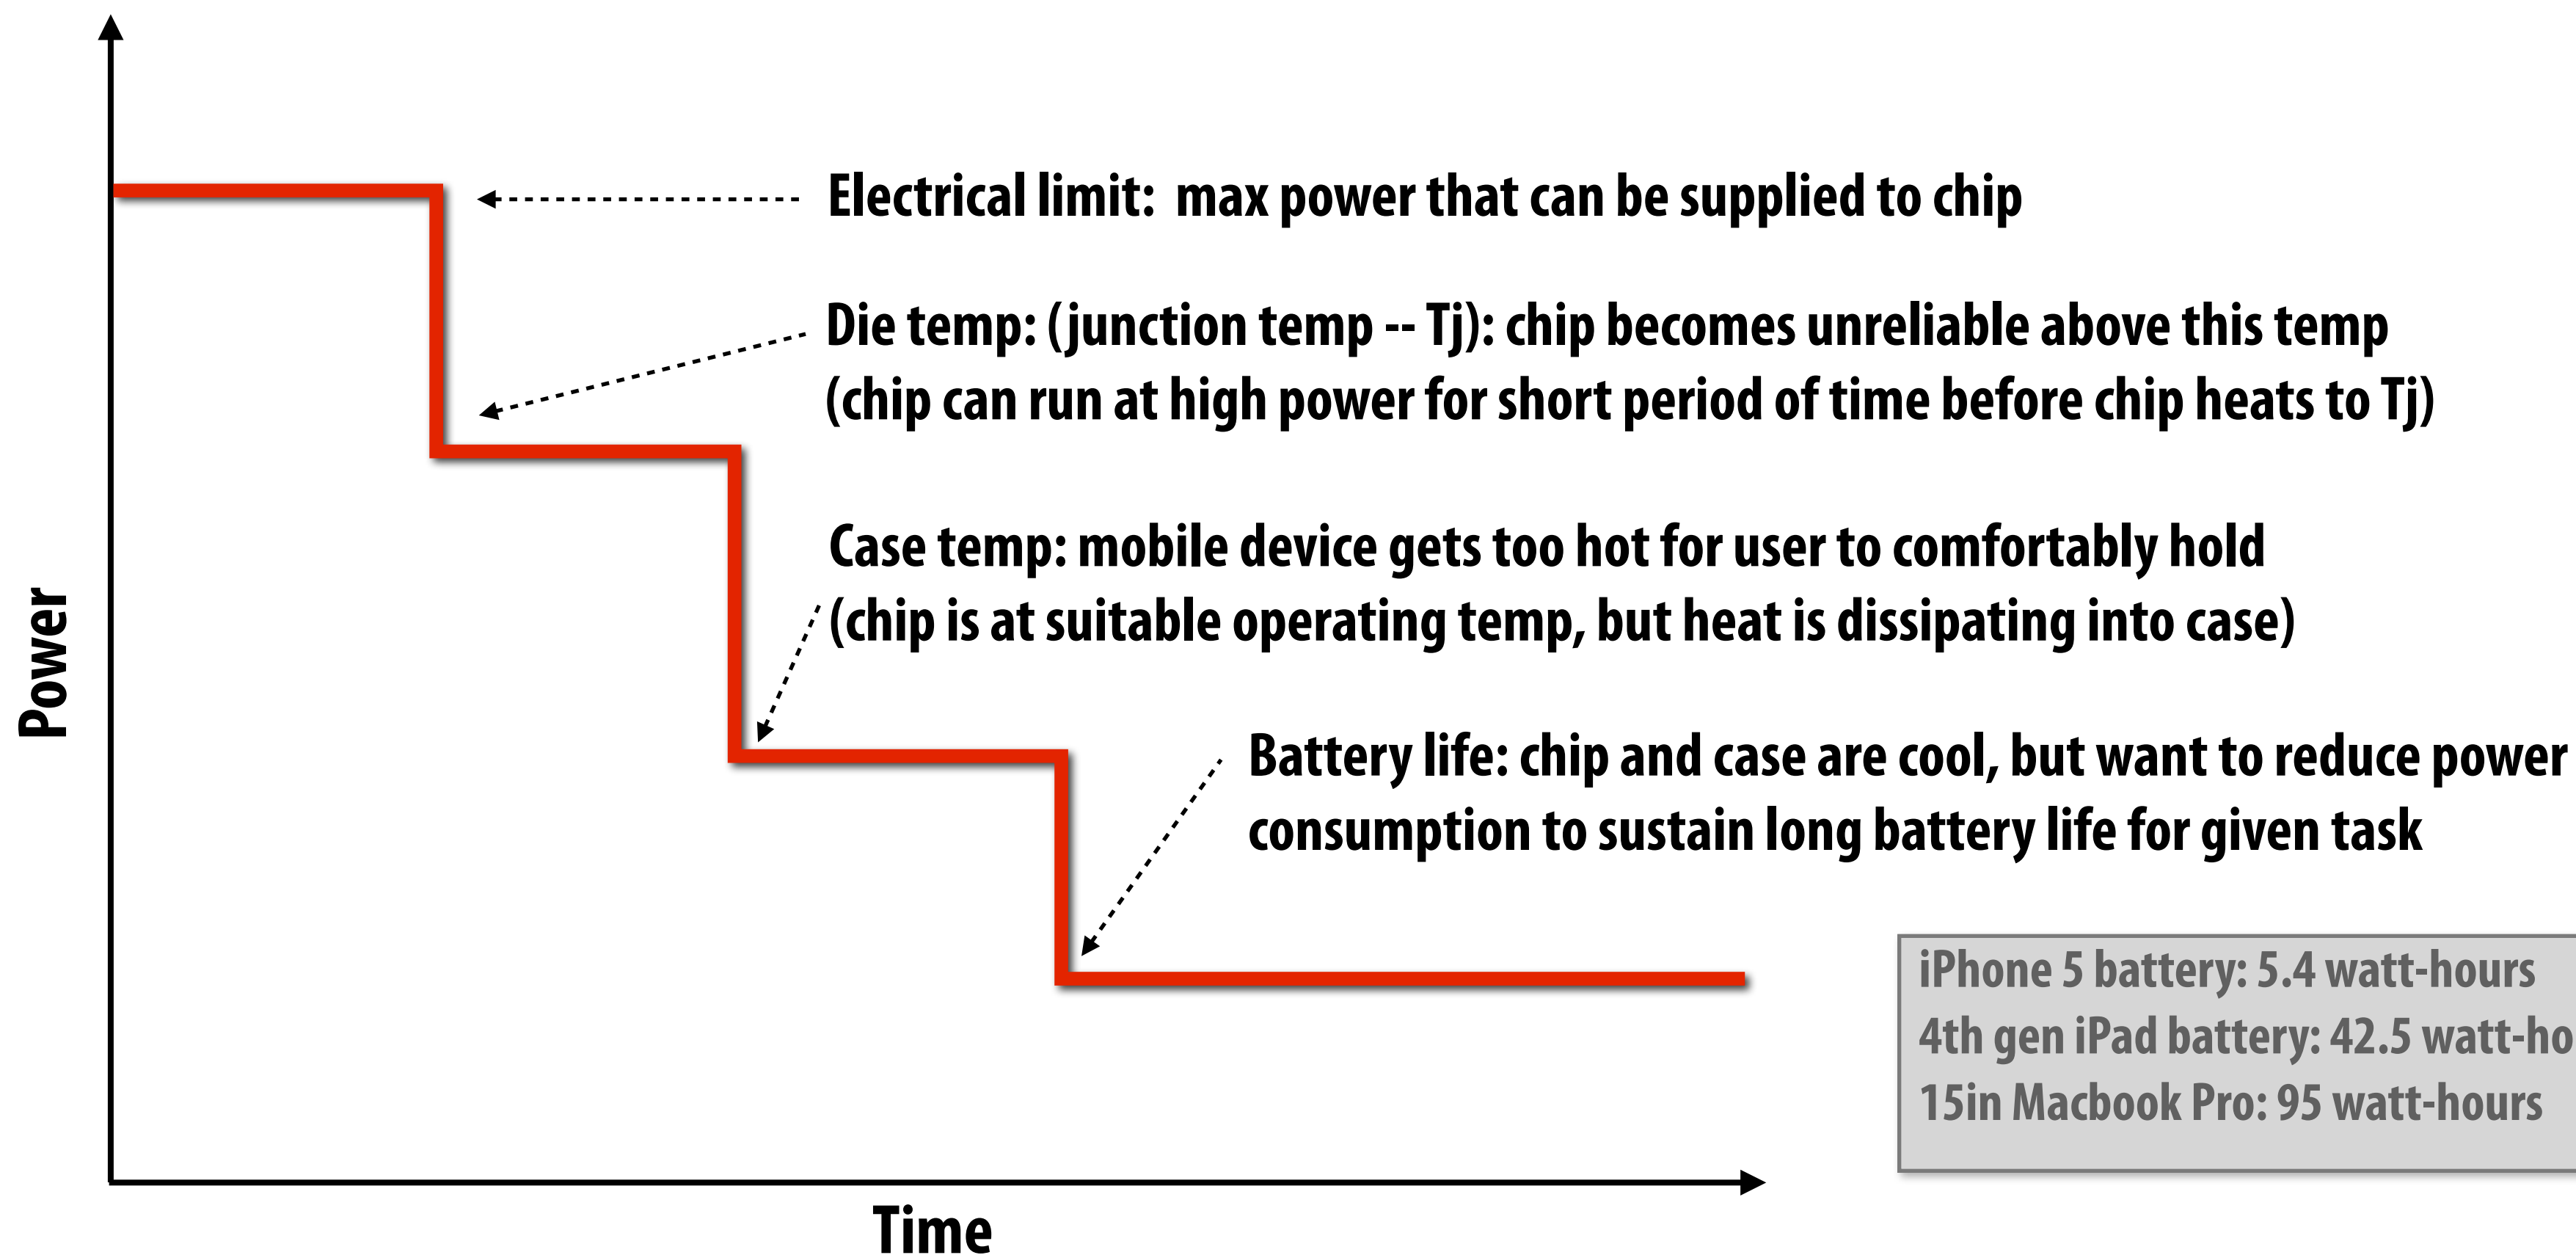 Electrical limit:  max power that can be supplied to chip
Die temp: (junction temp -- Tj): chip becomes unreliable above this temp
(chip can run at high power for short period of time before chip heats to Tj)
Case temp: mobile device gets too hot for user to comfortably hold
(chip is at suitable operating temp, but heat is dissipating into case)
Power
Battery life: chip and case are cool, but want to reduce power
consumption to sustain long battery life for given task
iPhone 5 battery: 5.4 watt-hours
4th gen iPad battery: 42.5 watt-ho
15in Macbook Pro: 95 watt-hours
Time